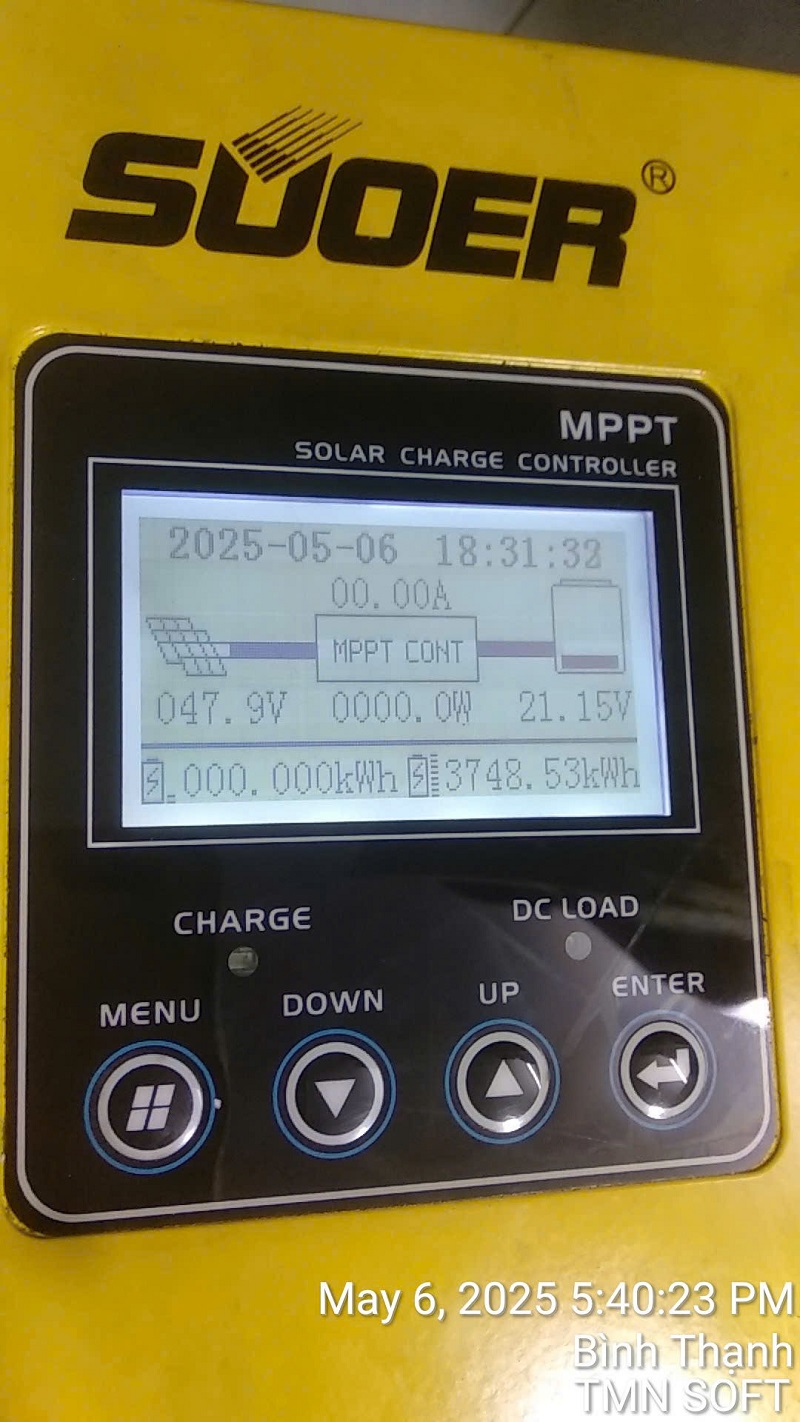 SUOER®
MPPT
SOLAR CHARGE CONTROLLER
2025-05-06 18:31:32
00.00A
MPPT CONT
047.9V 0000.0W 21.15V
000.000kWh 3748.53kWh
CHARGE
DC LOAD
MENU
DOWN
UP
ENTER
May 6, 2025 5:40:23 PM
Bình Thạnh
TMN SOFT